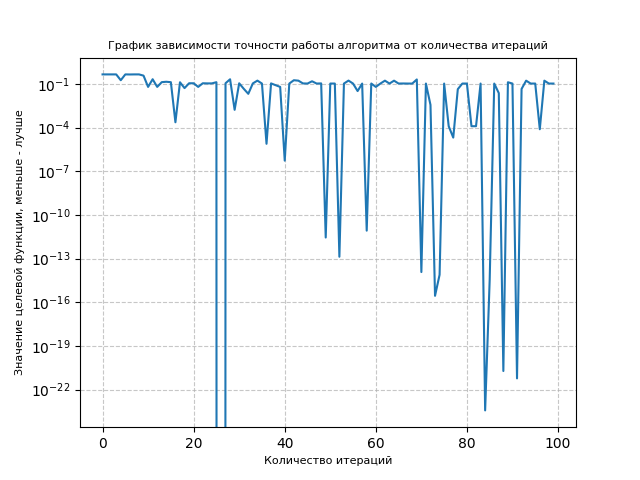 График зависимости точности работы алгоритма от количества итераций
Значение целевой функции, меньше - лучше
10⁻¹
10⁻⁴
10⁻⁷
10⁻¹⁰
10⁻¹³
10⁻¹⁶
10⁻¹⁹
10⁻²²
0 20 40 60 80 100
Количество итераций